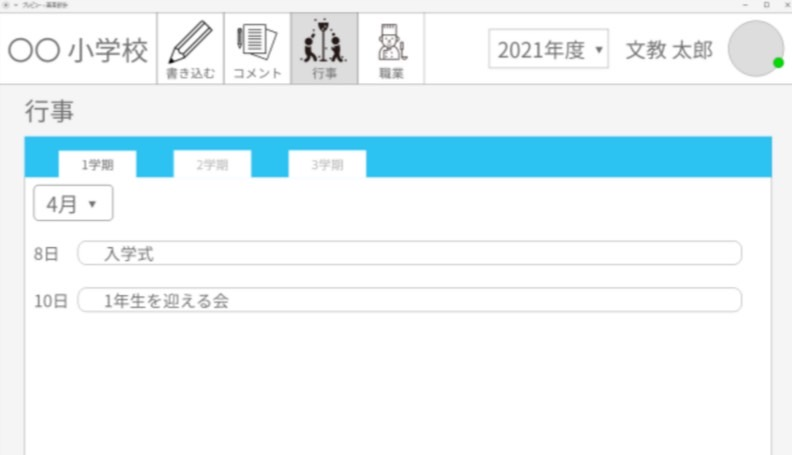 〇〇 小学校
書き込む
コメント
行事
職業
2021年度 ▾
文教 太郎
行事
1学期
2学期
3学期
4月 ▾
8日 入学式
10日 1年生を迎える会